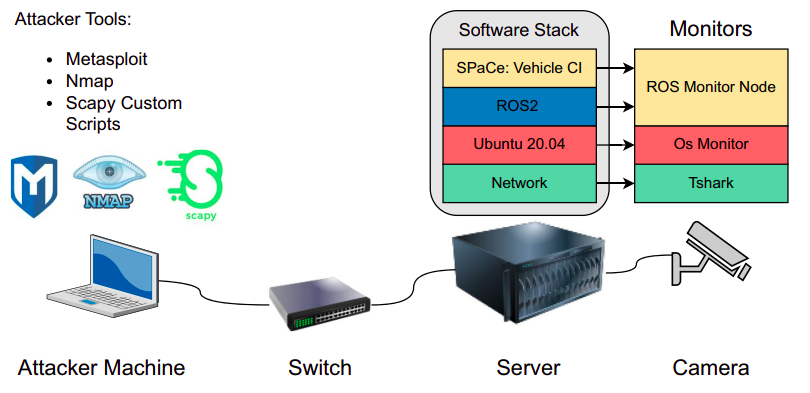 Attacker Tools:
• Metasploit
• Nmap
• Scapy Custom
Scripts
NMAP
scapy
Software Stack
SPaCe: Vehicle CI
ROS2
Ubuntu 20.04
Network
Monitors
ROS Monitor Node
Os Monitor
Tshark
Attacker Machine
Switch
Server
Camera